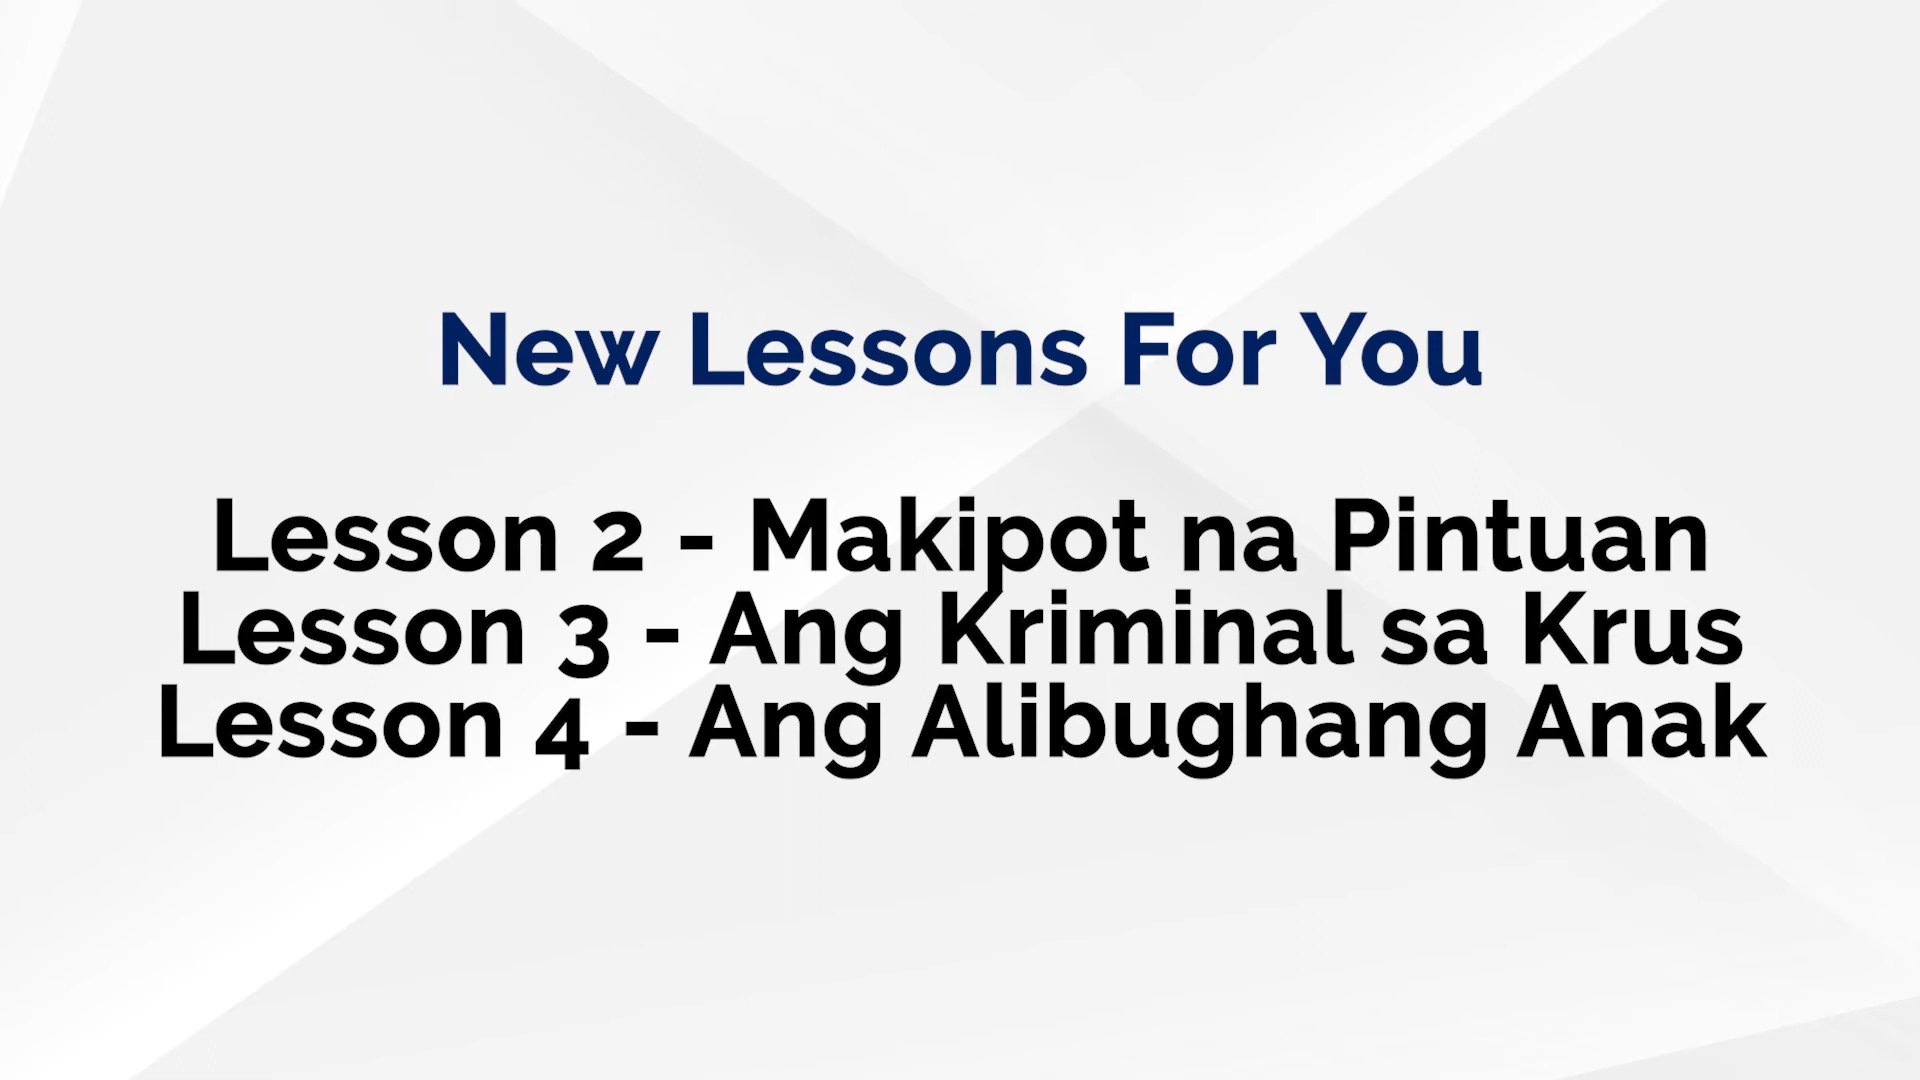 New Lessons For You
Lesson 2 - Makipot na Pintuan
Lesson 3 - Ang Kriminal sa Krus
Lesson 4 - Ang Alibughang Anak